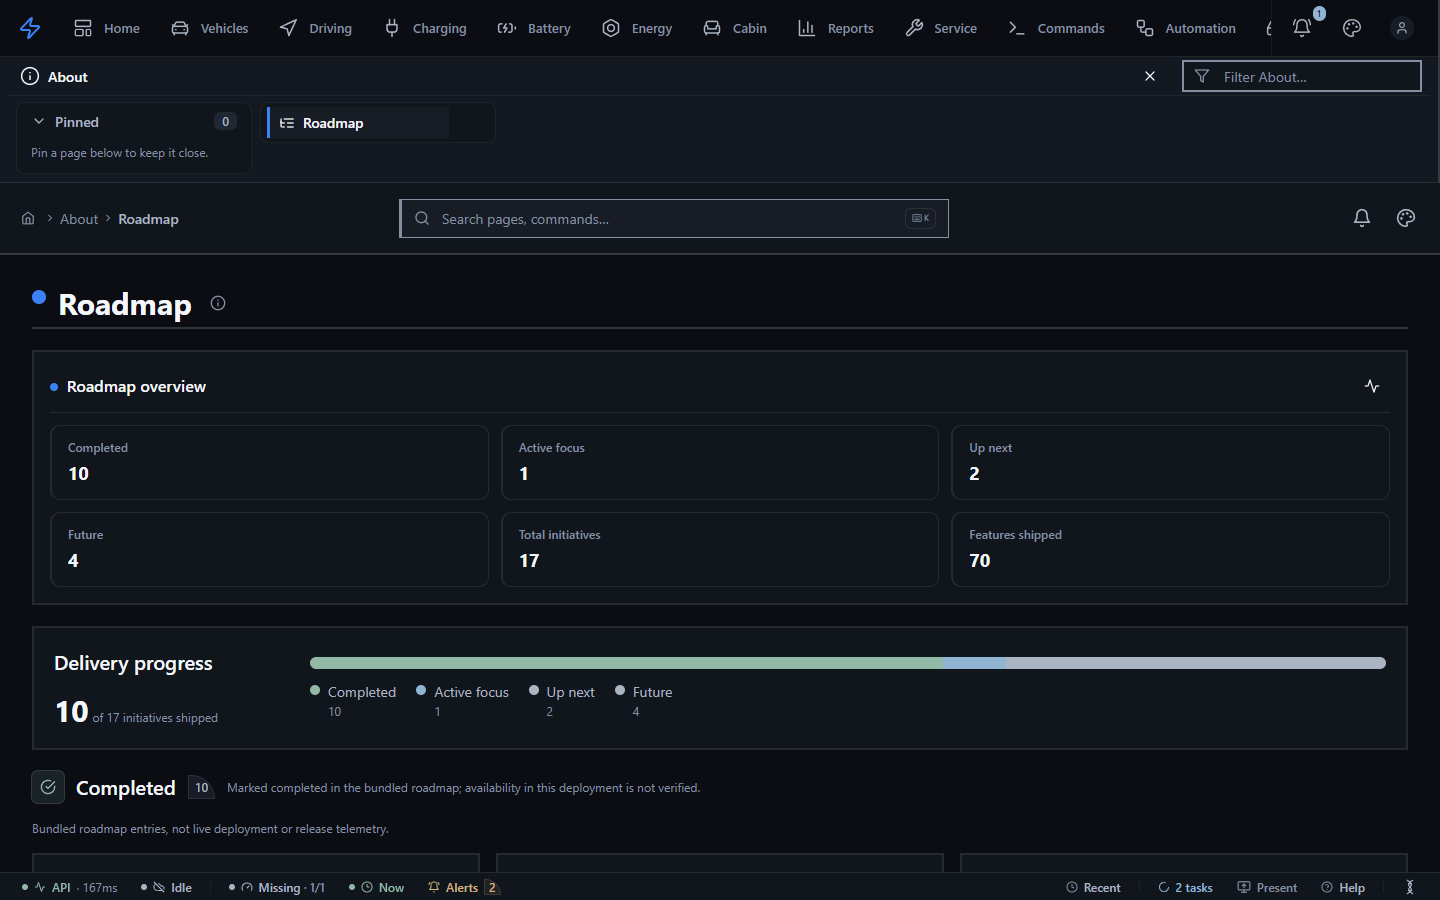 Home
Vehicles
Driving
Charging
Battery
Energy
Cabin
Reports
Service
Commands
Automation
1
About
Filter About...
Pinned
0
Pin a page below to keep it close.
Roadmap
About
Roadmap
Search pages, commands...
K
Roadmap
Roadmap overview
Completed
10
Active focus
1
Up next
2
Future
4
Total initiatives
17
Features shipped
70
Delivery progress
10 of 17 initiatives shipped
Completed
10
Active focus
1
Up next
2
Future
4
Completed 10 Marked completed in the bundled roadmap; availability in this deployment is not verified.
Bundled roadmap entries, not live deployment or release telemetry.
API · 167ms
Idle
Missing · 1/1
Now
Alerts 2
Recent
2 tasks
Present
Help